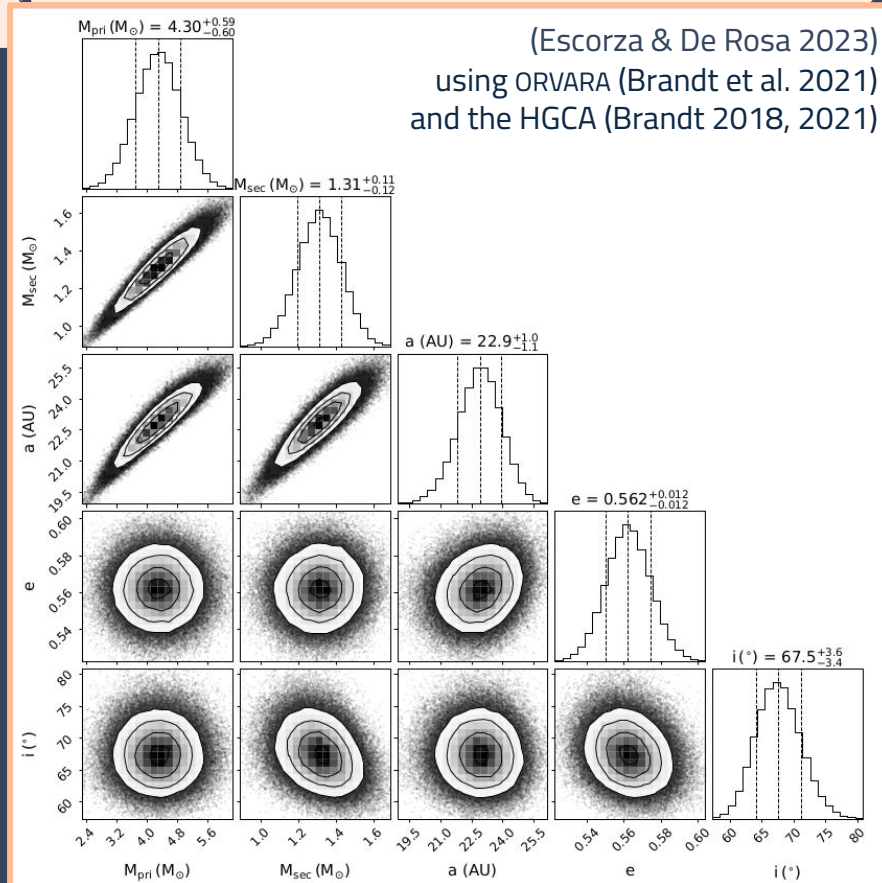 M_pri (M_⊙) = 4.30^{+0.59}_{−0.60}
(Escorza & De Rosa 2023)
using ORVARA (Brandt et al. 2021)
and the HGCA (Brandt 2018, 2021)
M_sec (M_⊙) = 1.31^{+0.11}_{−0.12}
M_sec (M_⊙)
1.6
1.4
1.2
1.0
a (AU) = 22.9^{+1.0}_{−1.1}
a (AU)
25.5
24.0
22.5
21.0
19.5
e = 0.562^{+0.012}_{−0.012}
e
0.60
0.58
0.56
0.54
i (°) = 67.5^{+3.6}_{−3.4}
i (°)
80
75
70
65
60
2.4 3.2 4.0 4.8 5.6 1.0 1.2 1.4 1.6 19.5 21.0 22.5 24.0 25.5 0.54 0.56 0.58 0.60 60 65 70 75 80
M_pri (M_⊙) M_sec (M_⊙) a (AU) e i (°)